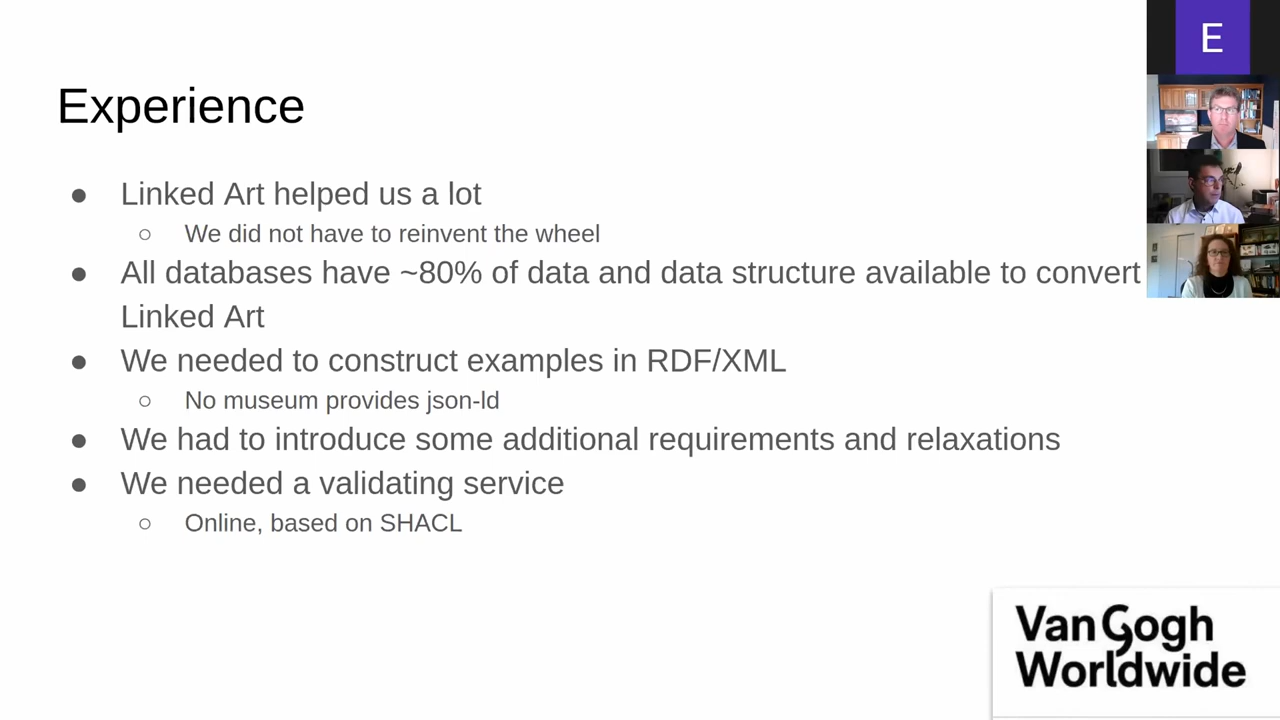 E
Experience
● Linked Art helped us a lot
○ We did not have to reinvent the wheel
● All databases have ~80% of data and data structure available to convert
Linked Art
● We needed to construct examples in RDF/XML
○ No museum provides json-ld
● We had to introduce some additional requirements and relaxations
● We needed a validating service
○ Online, based on SHACL
Van Gogh
Worldwide